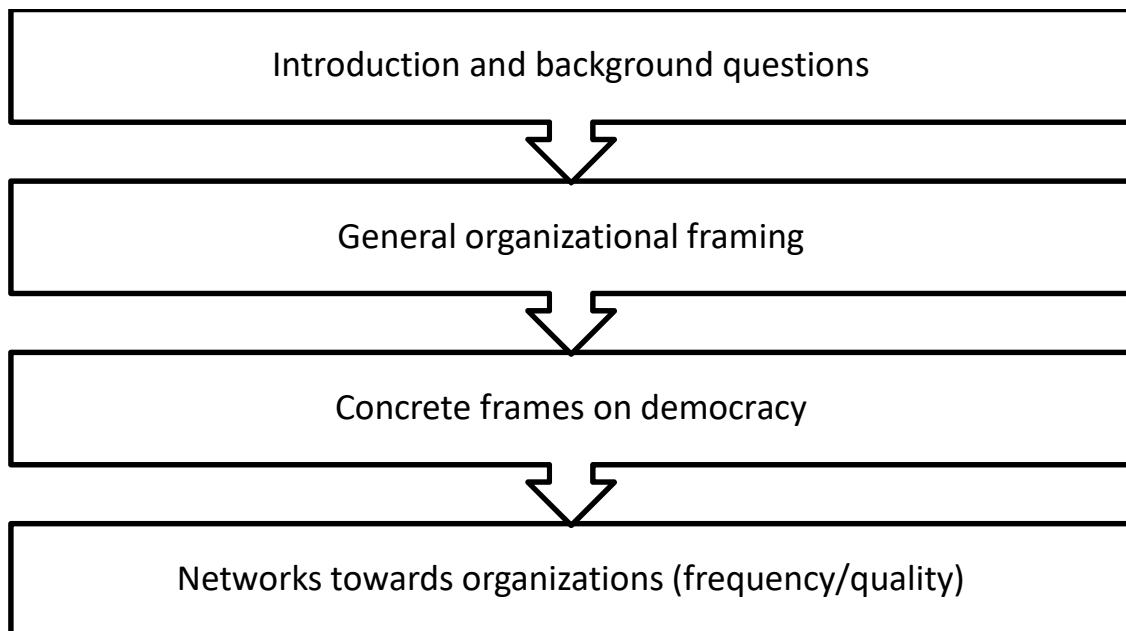 Introduction and background questions
General organizational framing
Concrete frames on democracy
Networks towards organizations (frequency/quality)